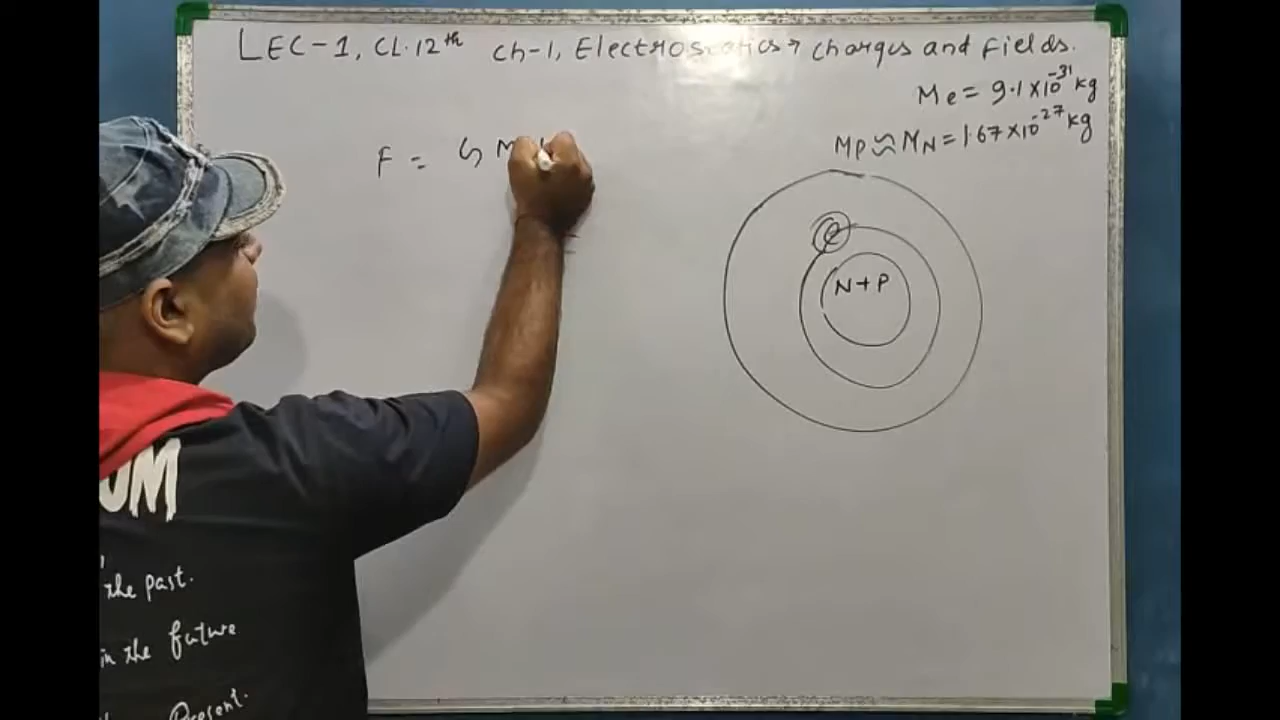 LEC-1, CL.12th Ch-1, Electrostatics → Charges and Fields.
Me = 9.1×10^-31 kg
MP ≈ MN = 1.67×10^-27 kg
F = G M
e
N+P
OM
the past.
in the future
Present.